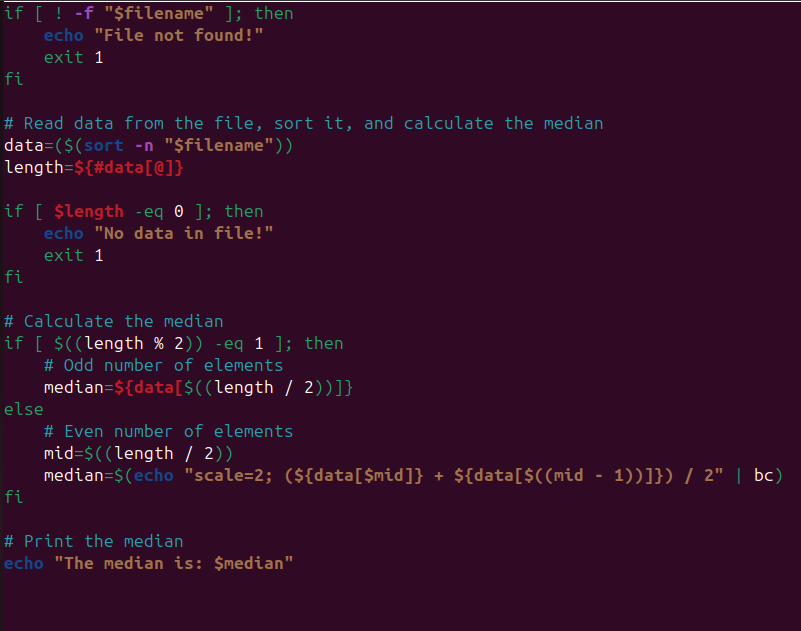 if [ ! -f "$filename" ]; then
    echo "File not found!"
    exit 1
fi

# Read data from the file, sort it, and calculate the median
data=($(sort -n "$filename"))
length=${#data[@]}

if [ $length -eq 0 ]; then
    echo "No data in file!"
    exit 1
fi

# Calculate the median
if [ $((length % 2)) -eq 1 ]; then
    # Odd number of elements
    median=${data[$((length / 2))]}
else
    # Even number of elements
    mid=$((length / 2))
    median=$(echo "scale=2; (${data[$mid]} + ${data[$((mid - 1))]}) / 2" | bc)
fi

# Print the median
echo "The median is: $median"